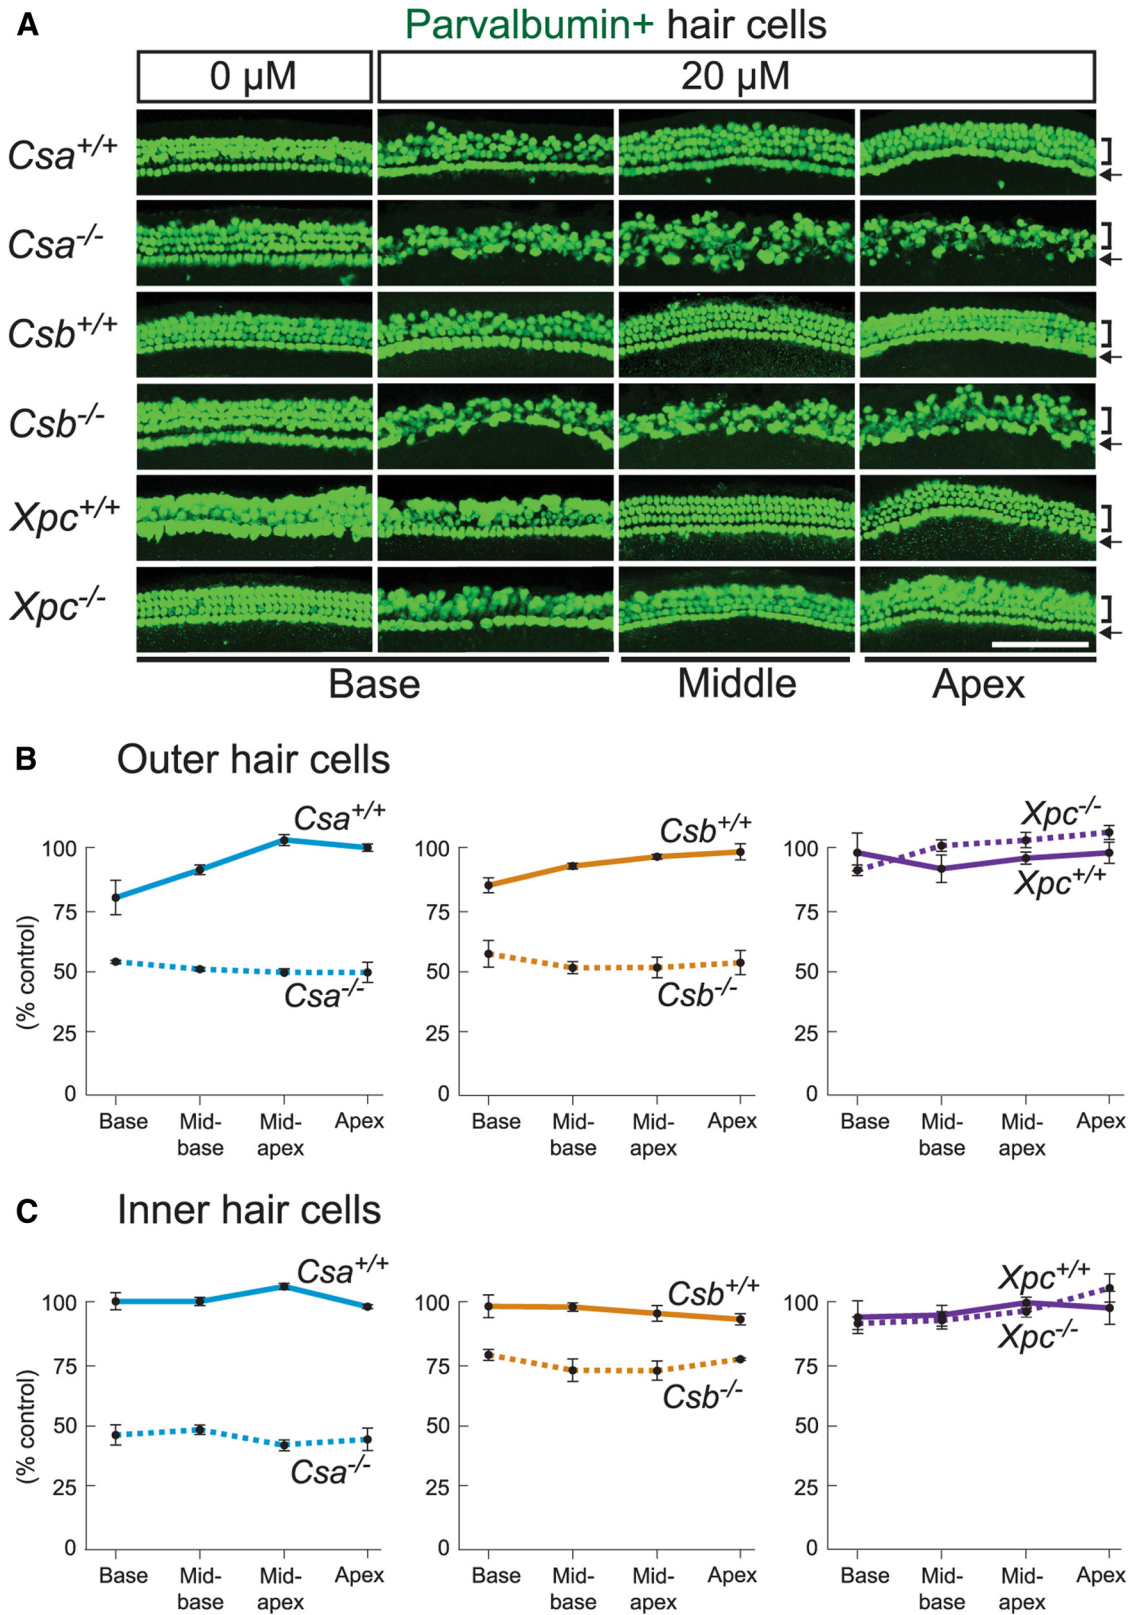 A
Parvalbumin+ hair cells
0 µM
20 µM
Csa+/+
Csa-/-
Csb+/+
Csb-/-
Xpc+/+
Xpc-/-
Base
Middle
Apex
B
Outer hair cells
(% control)
100
75
50
25
0
Csa+/+
Csa-/-
Base
Mid-
base
Mid-
apex
Apex
100
75
50
25
0
Csb+/+
Csb-/-
Base
Mid-
base
Mid-
apex
Apex
100
75
50
25
0
Xpc-/-
Xpc+/+
Base
Mid-
base
Mid-
apex
Apex
C
Inner hair cells
(% control)
100
75
50
25
0
Csa+/+
Csa-/-
Base
Mid-
base
Mid-
apex
Apex
100
75
50
25
0
Csb+/+
Csb-/-
Base
Mid-
base
Mid-
apex
Apex
100
75
50
25
0
Xpc+/+
Xpc-/-
Base
Mid-
base
Mid-
apex
Apex